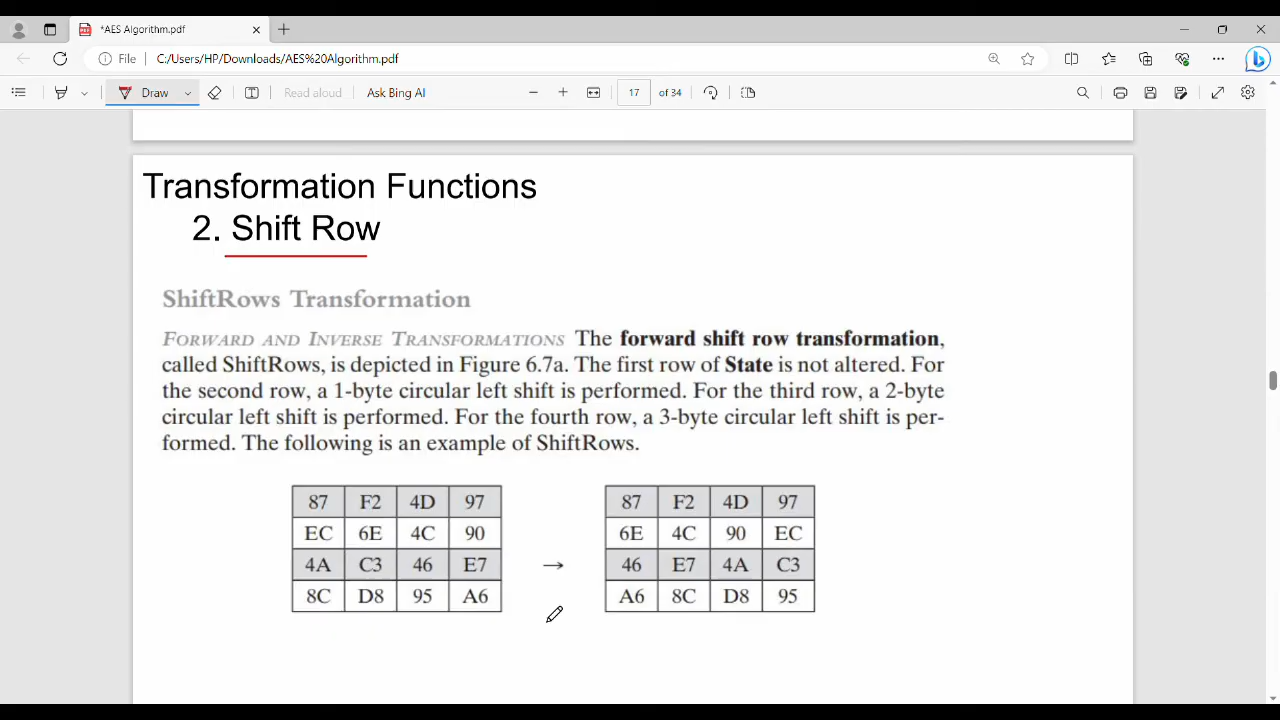 *AES Algorithm.pdf
File C:/Users/HP/Downloads/AES%20Algorithm.pdf
Draw Read aloud Ask Bing AI 17 of 34
Transformation Functions
2. Shift Row
ShiftRows Transformation
FORWARD AND INVERSE TRANSFORMATIONS The forward shift row transformation,
called ShiftRows, is depicted in Figure 6.7a. The first row of State is not altered. For
the second row, a 1-byte circular left shift is performed. For the third row, a 2-byte
circular left shift is performed. For the fourth row, a 3-byte circular left shift is per-
formed. The following is an example of ShiftRows.
87 F2 4D 97 87 F2 4D 97
EC 6E 4C 90 6E 4C 90 EC
4A C3 46 E7 → 46 E7 4A C3
8C D8 95 A6 A6 8C D8 95